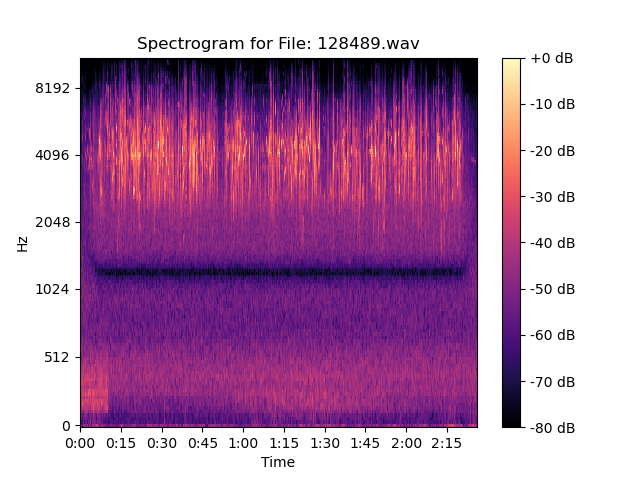 Spectrogram for File: 128489.wav
8192
4096
2048
1024
512
0
Hz
0:00 0:15 0:30 0:45 1:00 1:15 1:30 1:45 2:00 2:15
Time
+0 dB
-10 dB
-20 dB
-30 dB
-40 dB
-50 dB
-60 dB
-70 dB
-80 dB